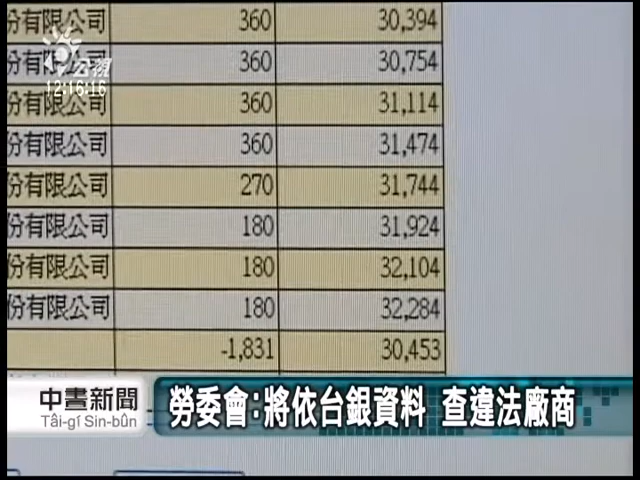 份有限公司 360 30,394
份有限公司 360 30,754
公視
12:16:16
份有限公司 360 31,114
份有限公司 360 31,474
份有限公司 270 31,744
份有限公司 180 31,924
份有限公司 180 32,104
份有限公司 180 32,284
-1,831 30,453
中晝新聞
Tâi-gí Sin-bûn
勞委會:將依台銀資料 查違法廠商